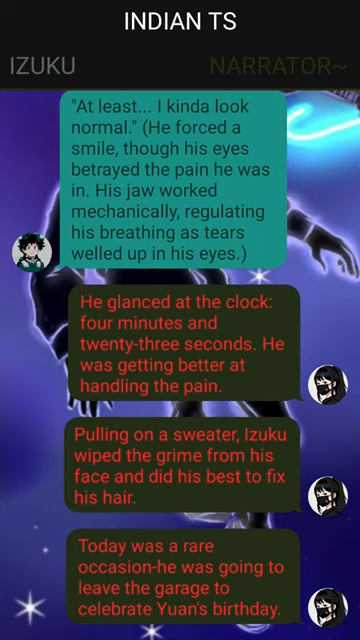 INDIAN TS
IZUKU
NARRATOR~
"At least... I kinda look
normal." (He forced a
smile, though his eyes
betrayed the pain he was
in. His jaw worked
mechanically, regulating
his breathing as tears
welled up in his eyes.)
He glanced at the clock:
four minutes and
twenty-three seconds. He
was getting better at
handling the pain.
Pulling on a sweater, Izuku
wiped the grime from his
face and did his best to fix
his hair.
Today was a rare
occasion-he was going to
leave the garage to
celebrate Yuan's birthday.